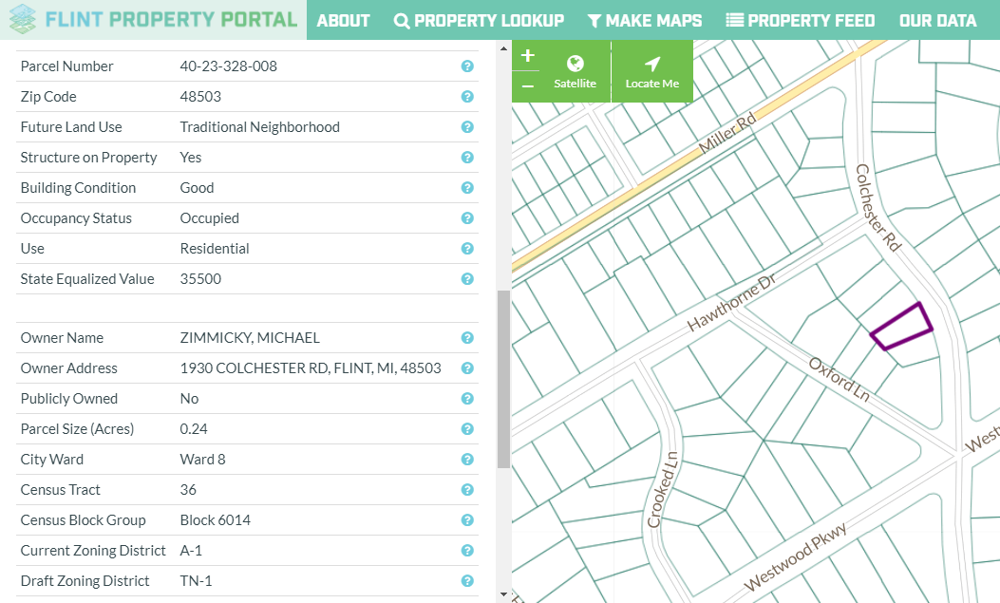 FLINT PROPERTY PORTAL ABOUT PROPERTY LOOKUP MAKE MAPS PROPERTY FEED OUR DATA
Parcel Number 40-23-328-008
Zip Code 48503
Future Land Use Traditional Neighborhood
Structure on Property Yes
Building Condition Good
Occupancy Status Occupied
Use Residential
State Equalized Value 35500
Owner Name ZIMMICKY, MICHAEL
Owner Address 1930 COLCHESTER RD, FLINT, MI, 48503
Publicly Owned No
Parcel Size (Acres) 0.24
City Ward Ward 8
Census Tract 36
Census Block Group Block 6014
Current Zoning District A-1
Draft Zoning District TN-1
+
−
Satellite
Locate Me
Miller Rd
Colchester Rd
Hawthorne Dr
Oxford Ln
West
Crooked Ln
Westwood Pkwy